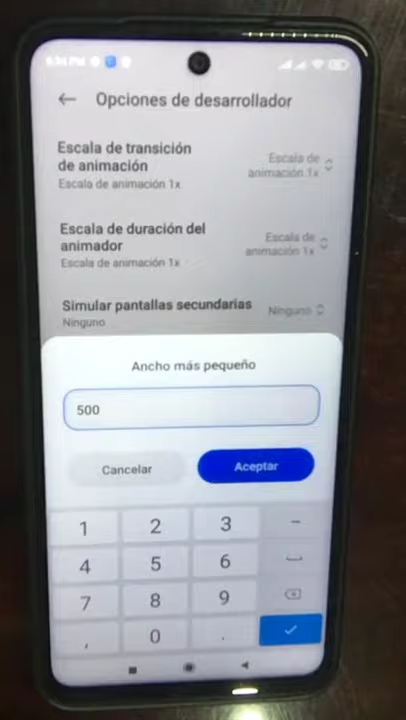 Opciones de desarrollador
Escala de transición
de animación
Escala de animación 1x
Escala de
animación 1x
Escala de duración del
animador
Escala de animación 1x
Escala de
animación 1x
Simular pantallas secundarias
Ninguno
Ninguno
Ancho más pequeño
500
Cancelar
Aceptar
1 2 3 -
4 5 6
7 8 9
, 0 .